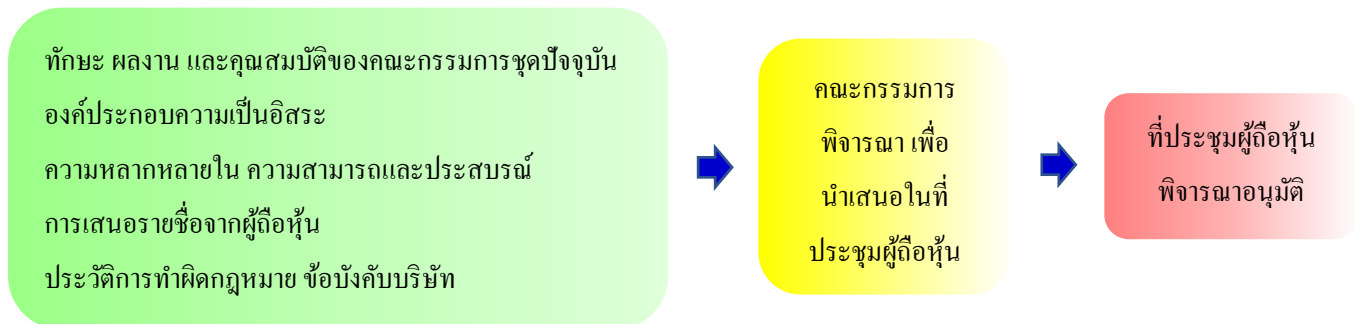 ทักษะ ผลงาน และคุณสมบัติของคณะกรรมการชุดปัจจุบัน
องค์ประกอบความเป็นอิสระ
ความหลากหลายใน ความสามารถและประสบรณ์
การเสนอรายชื่อจากผู้ถือหุ้น
ประวัติการทำผิดกฎหมาย ข้อบังคับบริษัท
คณะกรรมการ
พิจารณา เพื่อ
นำเสนอในที่
ประชุมผู้ถือหุ้น
ที่ประชุมผู้ถือหุ้น
พิจารณาอนุมัติ